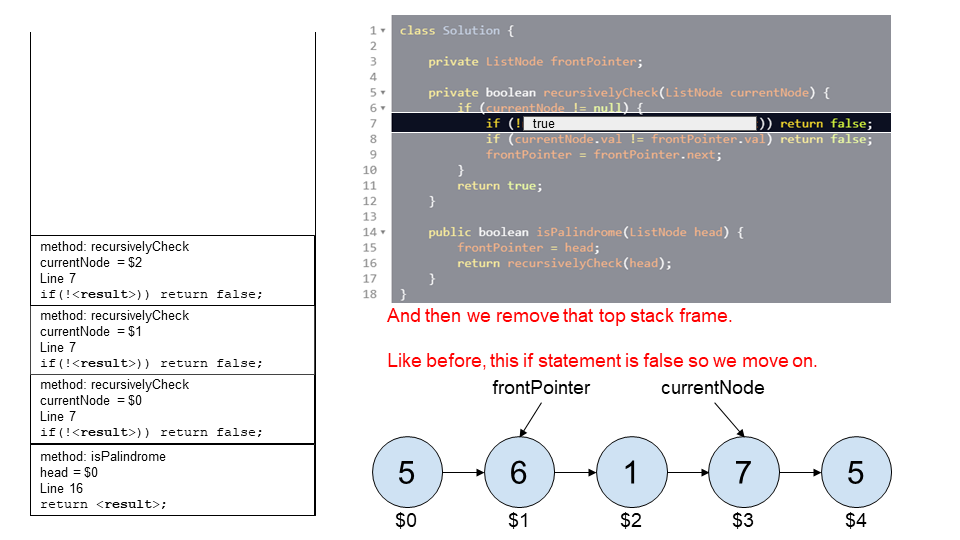 method: recursivelyCheck
currentNode = $2
Line 7
if(!<result>)) return false;
method: recursivelyCheck
currentNode = $1
Line 7
if(!<result>)) return false;
method: recursivelyCheck
currentNode = $0
Line 7
if(!<result>)) return false;
method: isPalindrome
head = $0
Line 16
return <result>;
1 class Solution {
2
3 private ListNode frontPointer;
4
5 private boolean recursivelyCheck(ListNode currentNode) {
6 if (currentNode != null) {
7 if (! true )) return false;
8 if (currentNode.val != frontPointer.val) return false;
9 frontPointer = frontPointer.next;
10 }
11 return true;
12 }
13
14 public boolean isPalindrome(ListNode head) {
15 frontPointer = head;
16 return recursivelyCheck(head);
17 }
18 }
And then we remove that top stack frame.
Like before, this if statement is false so we move on.
frontPointer currentNode
5 6 1 7 5
$0 $1 $2 $3 $4